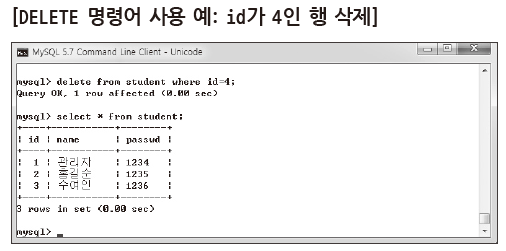 [DELETE 명령어 사용 예: id가 4인 행 삭제]
MySQL 5.7 Command Line Client - Unicode
mysql> delete from student where id=4;
Query OK, 1 row affected (0.00 sec)
mysql> select * from student;
+----+--------+--------+
| id | name | passwd |
+----+--------+--------+
| 1 | 관리자 | 1234 |
| 2 | 홍길순 | 1235 |
| 3 | 수여인 | 1236 |
+----+--------+--------+
3 rows in set (0.00 sec)
mysql> _